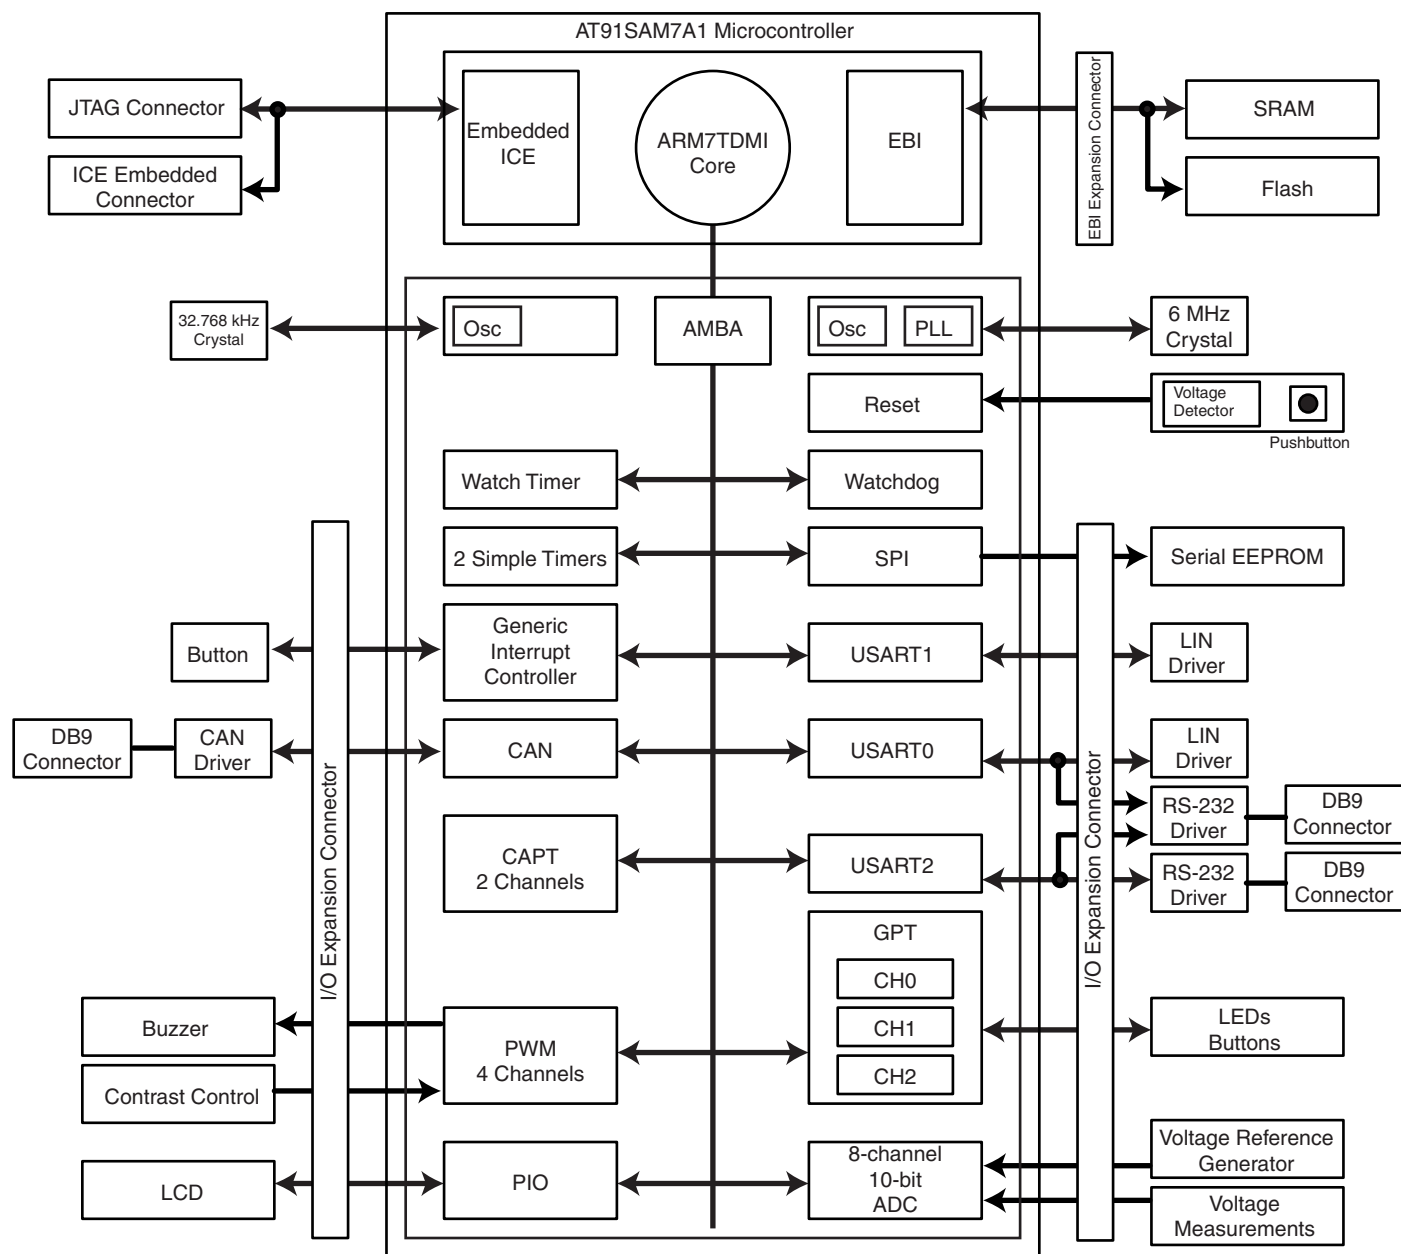 AT91SAM7A1 Microcontroller
JTAG Connector
ICE Embedded
Connector
Embedded
ICE
ARM7TDMI
Core
EBI
EBI Expansion Connector
SRAM
Flash
32.768 kHz
Crystal
Osc
AMBA
Osc
PLL
6 MHz
Crystal
Reset
Voltage
Detector
Pushbutton
Watch Timer
Watchdog
2 Simple Timers
SPI
Serial EEPROM
Button
Generic
Interrupt
Controller
USART1
LIN
Driver
DB9
Connector
CAN
Driver
CAN
USART0
LIN
Driver
I/O Expansion Connector
I/O Expansion Connector
RS-232
Driver
DB9
Connector
CAPT
2 Channels
USART2
RS-232
Driver
DB9
Connector
GPT
CH0
CH1
CH2
Buzzer
Contrast Control
PWM
4 Channels
LEDs
Buttons
LCD
PIO
8-channel
10-bit
ADC
Voltage Reference
Generator
Voltage
Measurements